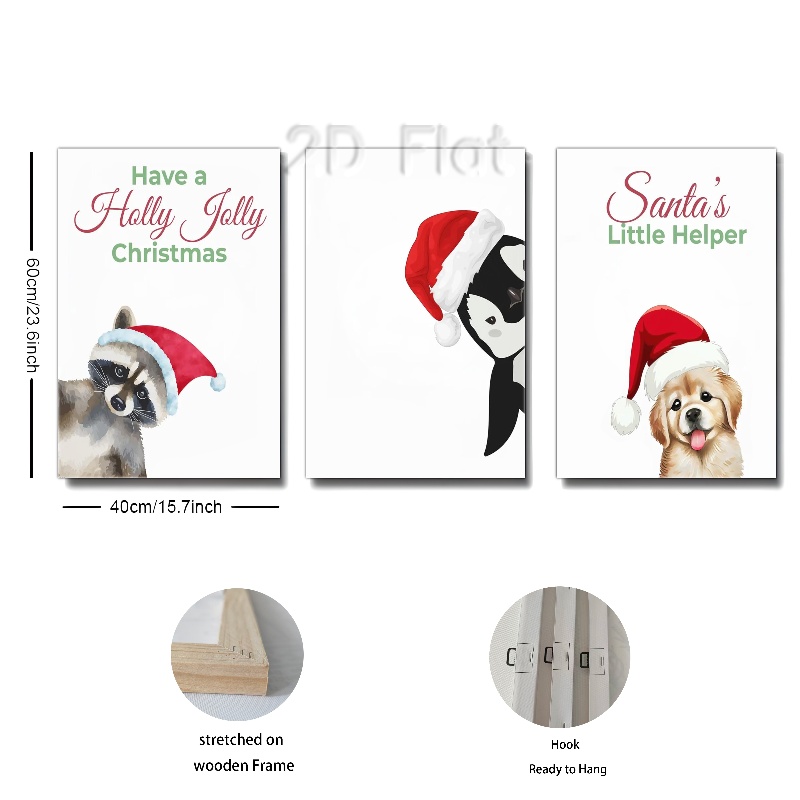 2D Flat
Have a
Holly Jolly
Christmas
Santa's
Little Helper
60cm/23.6inch
40cm/15.7inch
stretched on
wooden Frame
Hook
Ready to Hang